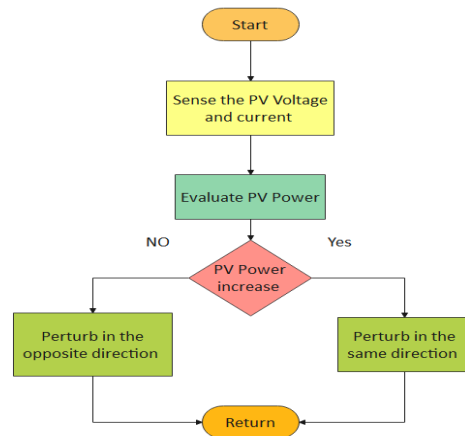 Start
Sense the PV Voltage
and current
Evaluate PV Power
NO
Yes
PV Power
increase
Perturb in the
opposite direction
Perturb in the
same direction
Return